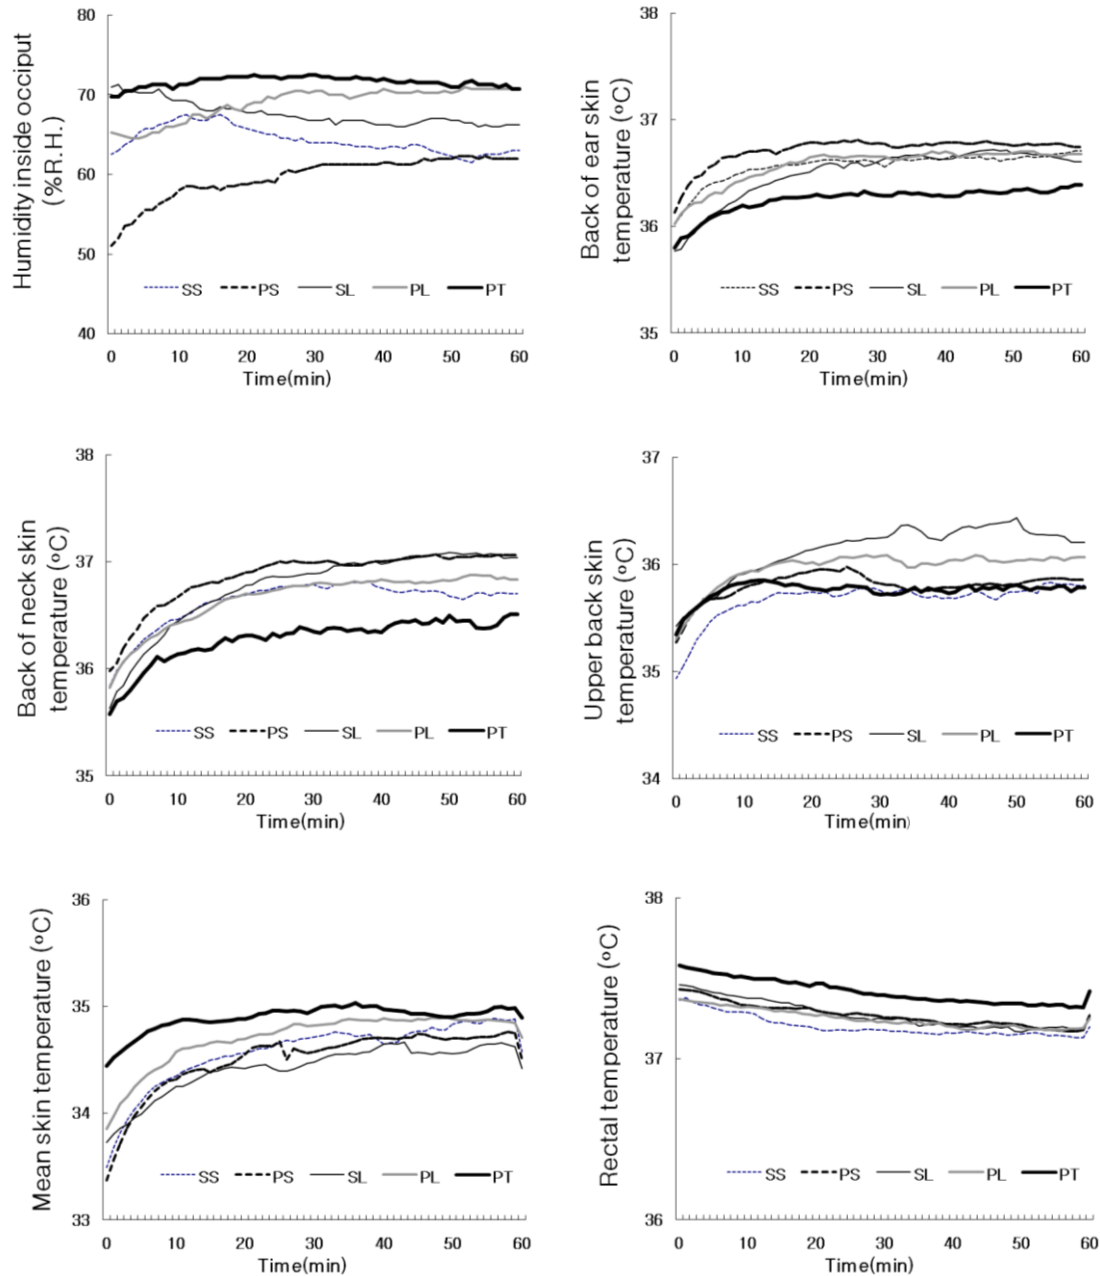 Humidity inside occiput
(%R.H.)
80
70
60
50
40
SS PS SL PL PT
0 10 20 30 40 50 60
Time(min)
Back of ear skin
temperature (ºC)
38
37
36
35
SS PS SL PL PT
0 10 20 30 40 50 60
Time(min)
Back of neck skin
temperature (ºC)
38
37
36
35
SS PS SL PL PT
0 10 20 30 40 50 60
Time(min)
Upper back skin
temperature (ºC)
37
36
35
34
SS PS SL PL PT
0 10 20 30 40 50 60
Time(min)
Mean skin temperature (ºC)
36
35
34
33
SS PS SL PL PT
0 10 20 30 40 50 60
Time(min)
Rectal temperature (ºC)
38
37
36
SS PS SL PL PT
0 10 20 30 40 50 60
Time(min)